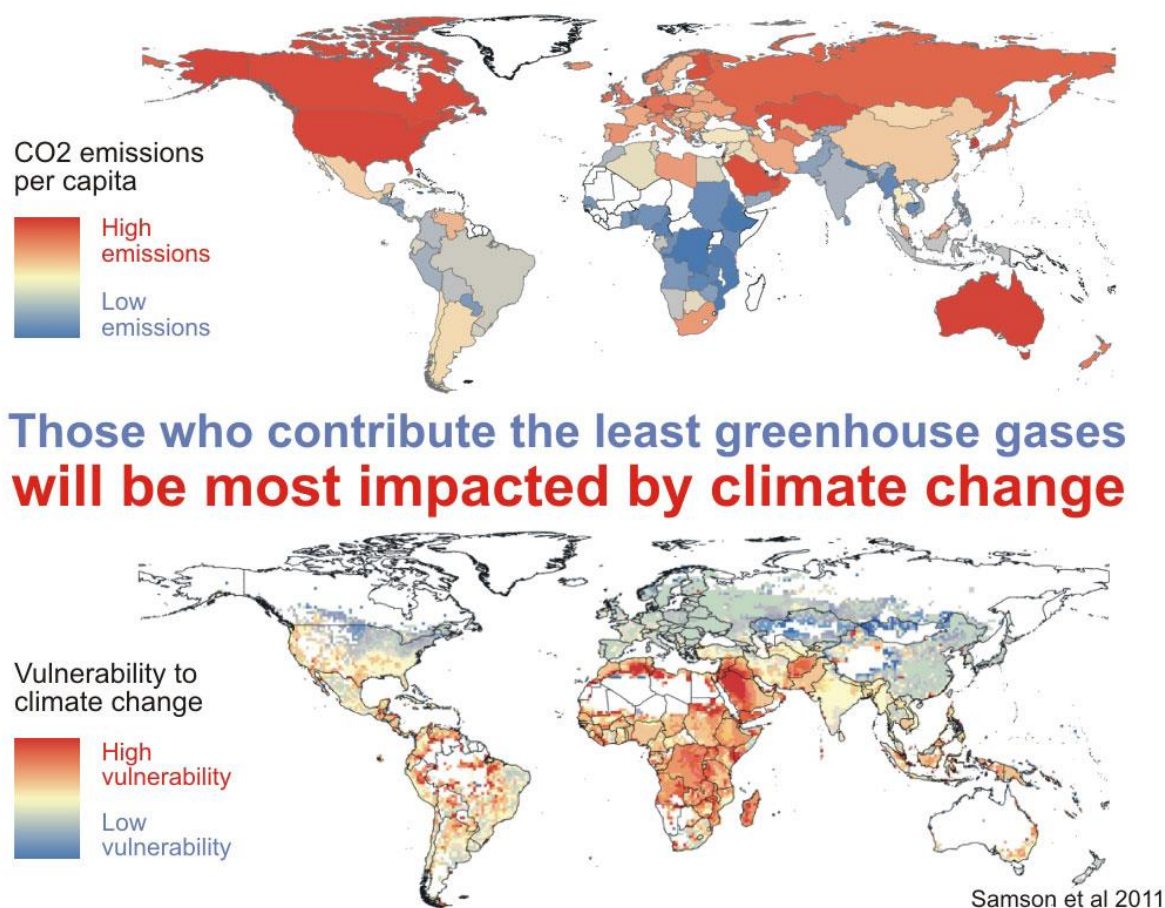 CO2 emissions
per capita
High
emissions
Low
emissions
Those who contribute the least greenhouse gases
will be most impacted by climate change
Vulnerability to
climate change
High
vulnerability
Low
vulnerability
Samson et al 2011